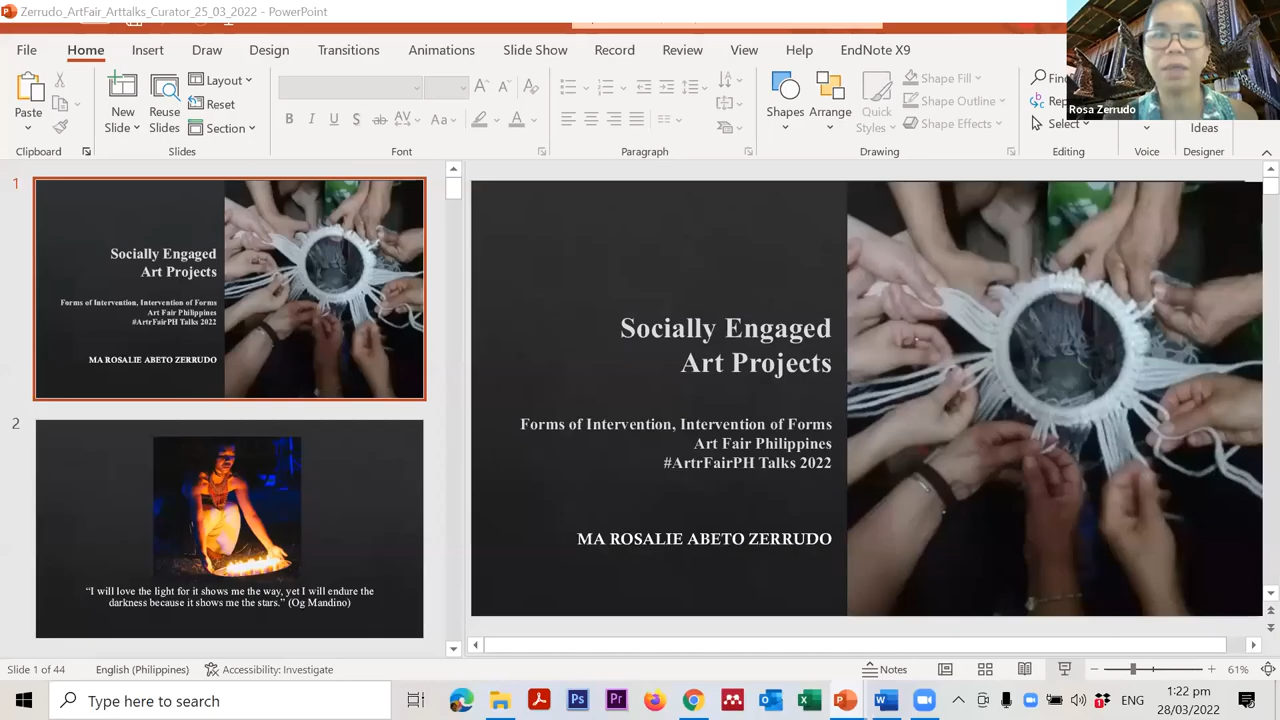 Zerrudo_ArtFair_Arttalks_Curator_25_03_2022 - PowerPoint
File Home Insert Draw Design Transitions Animations Slide Show Record Review View Help EndNote X9
Paste
New
Slides
Reuse
Slides
Layout
Reset
Section
B I U S ab AV Aa A
Shapes
Arrange
Quick
Styles
Shape Fill
Shape Outline
Shape Effects
Select
Ideas
Rosa Zerrudo
Clipboard Slides Font Paragraph Drawing Editing Voice Designer
1
Socially Engaged
Art Projects
Forms of Intervention, Intervention of Forms
Art Fair Philippines
#ArtrFairPH Talks 2022
MA ROSALIE ABETO ZERRUDO
2
“I will love the light for it shows me the way, yet I will endure the
darkness because it shows me the stars.” (Og Mandino)
Socially Engaged
Art Projects
Forms of Intervention, Intervention of Forms
Art Fair Philippines
#ArtrFairPH Talks 2022
MA ROSALIE ABETO ZERRUDO
Slide 1 of 44 English (Philippines) Accessibility: Investigate Notes 61%
Type here to search
ENG
1:22 pm
28/03/2022